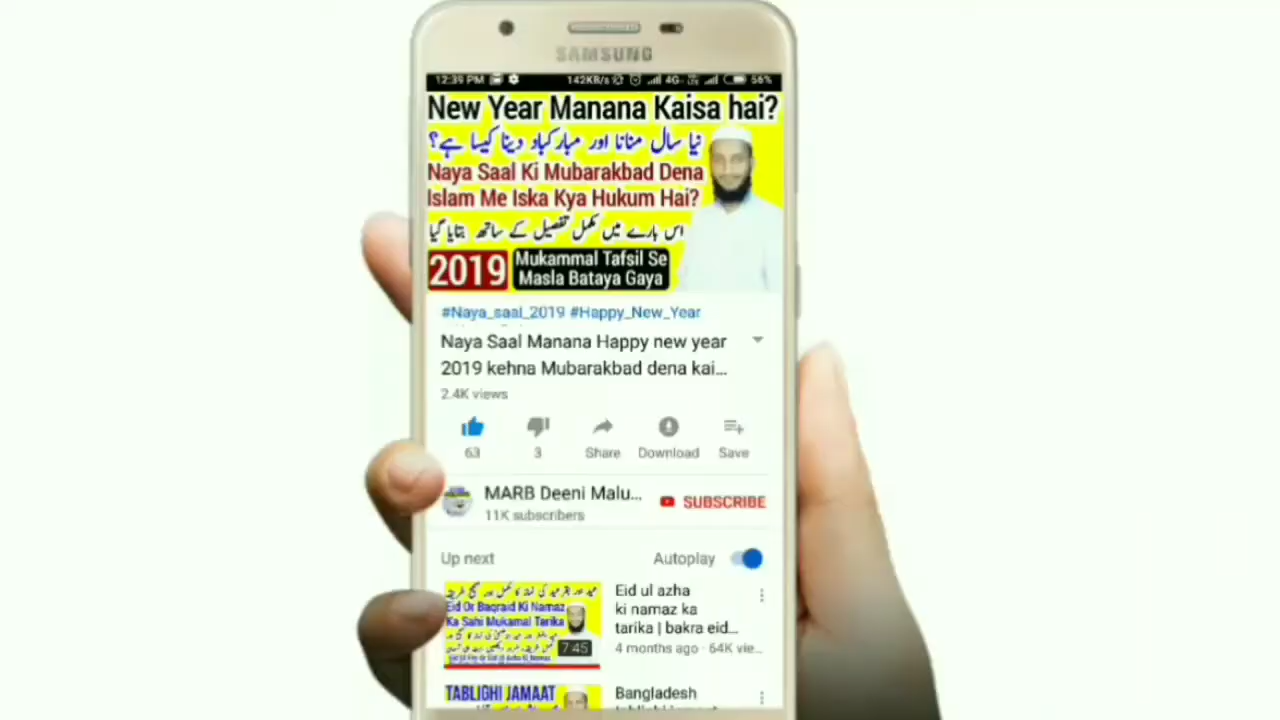 SAMSUNG
12:39 PM 142KB/s 4G 56%
New Year Manana Kaisa hai?
نیا سال منانا اور مبارکباد دینا کیسا ہے؟
Naya Saal Ki Mubarakbad Dena
Islam Me Iska Kya Hukum Hai?
اس بارے میں مکمل تفصیل کے ساتھ بتایا گیا
2019
Mukammal Tafsil Se
Masla Bataya Gaya
#Naya_saal_2019 #Happy_New_Year
Naya Saal Manana Happy new year
2019 kehna Mubarakbad dena kai...
2.4K views
63 3 Share Download Save
MARB Deeni Malu...
SUBSCRIBE
11K subscribers
Up next Autoplay
Eid Or Baqraid Ki Namaz
Ka Sahi Mukamal Tarika
7:45
Eid ul azha
ki namaz ka
tarika | bakra eid...
4 months ago · 64K vie...
TABLIGHI JAMAAT
Bangladesh